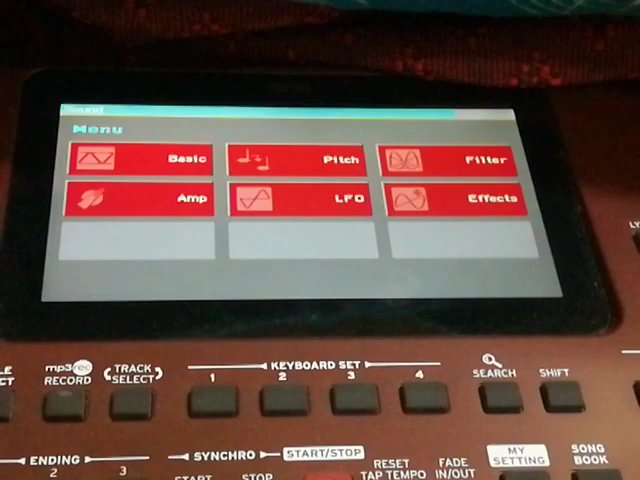 Sound
Menu
Basic
Pitch
Filter
Amp
LFO
Effects
mp3 rec
RECORD
TRACK
SELECT
KEYBOARD SET
1
2
3
4
SEARCH
SHIFT
ENDING
2
3
SYNCHRO
START
STOP
START/STOP
RESET
TAP TEMPO
FADE
IN/OUT
MY
SETTING
SONG
BOOK